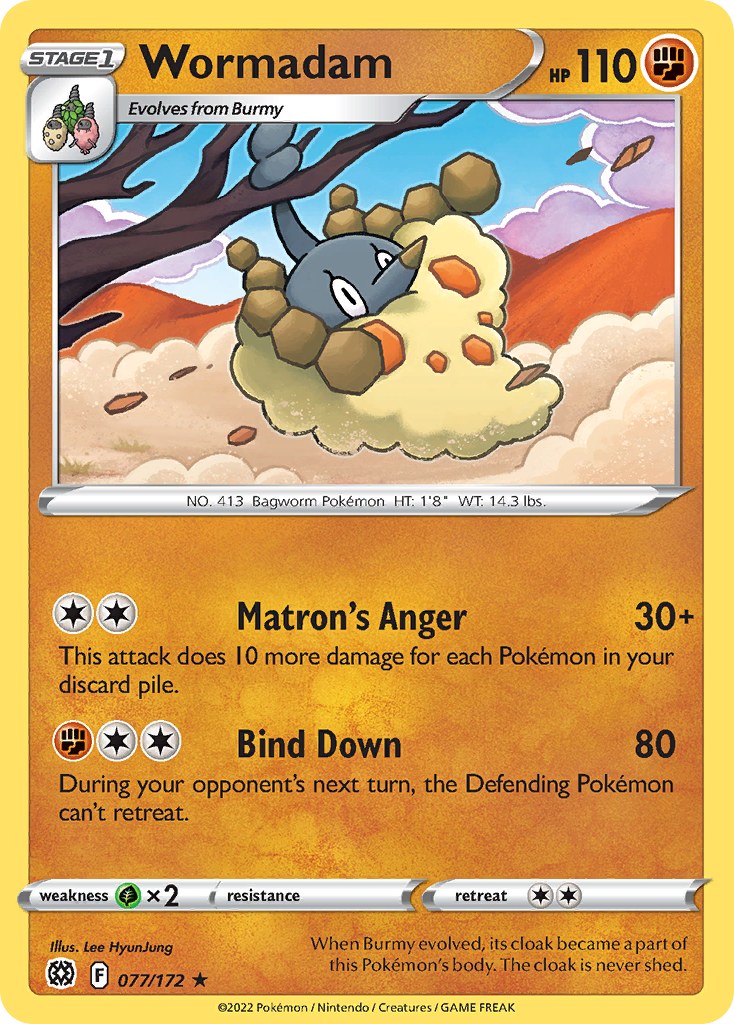 STAGE 1 Wormadam HP 110
Evolves from Burmy
NO. 413 Bagworm Pokémon HT: 1'8" WT: 14.3 lbs.
Matron's Anger 30+
This attack does 10 more damage for each Pokémon in your
discard pile.
Bind Down 80
During your opponent's next turn, the Defending Pokémon
can't retreat.
weakness ×2 resistance retreat
Illus. Lee HyunJung
When Burmy evolved, its cloak became a part of
this Pokémon's body. The cloak is never shed.
F 077/172 ★
©2022 Pokémon / Nintendo / Creatures / GAME FREAK